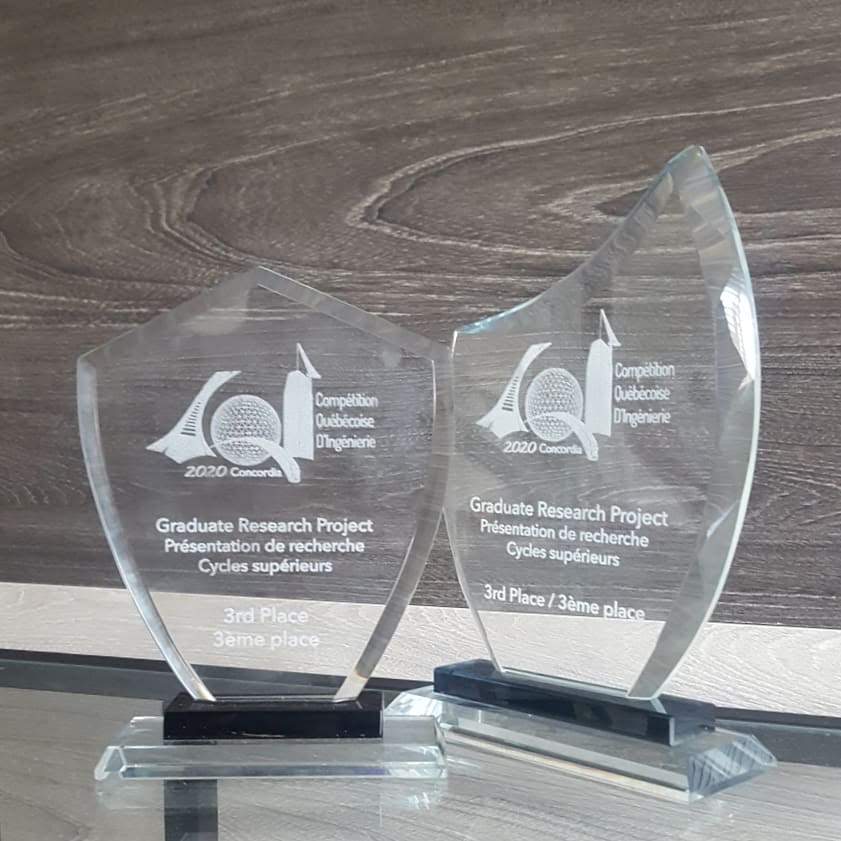 Compétition
Québécoise
D'Ingénierie
2020 Concordia
Graduate Research Project
Présentation de recherche
Cycles supérieurs
3rd Place
3ème place
Compétition
Québécoise
D'Ingénierie
2020 Concordia
Graduate Research Project
Présentation de recherche
Cycles supérieurs
3rd Place / 3ème place